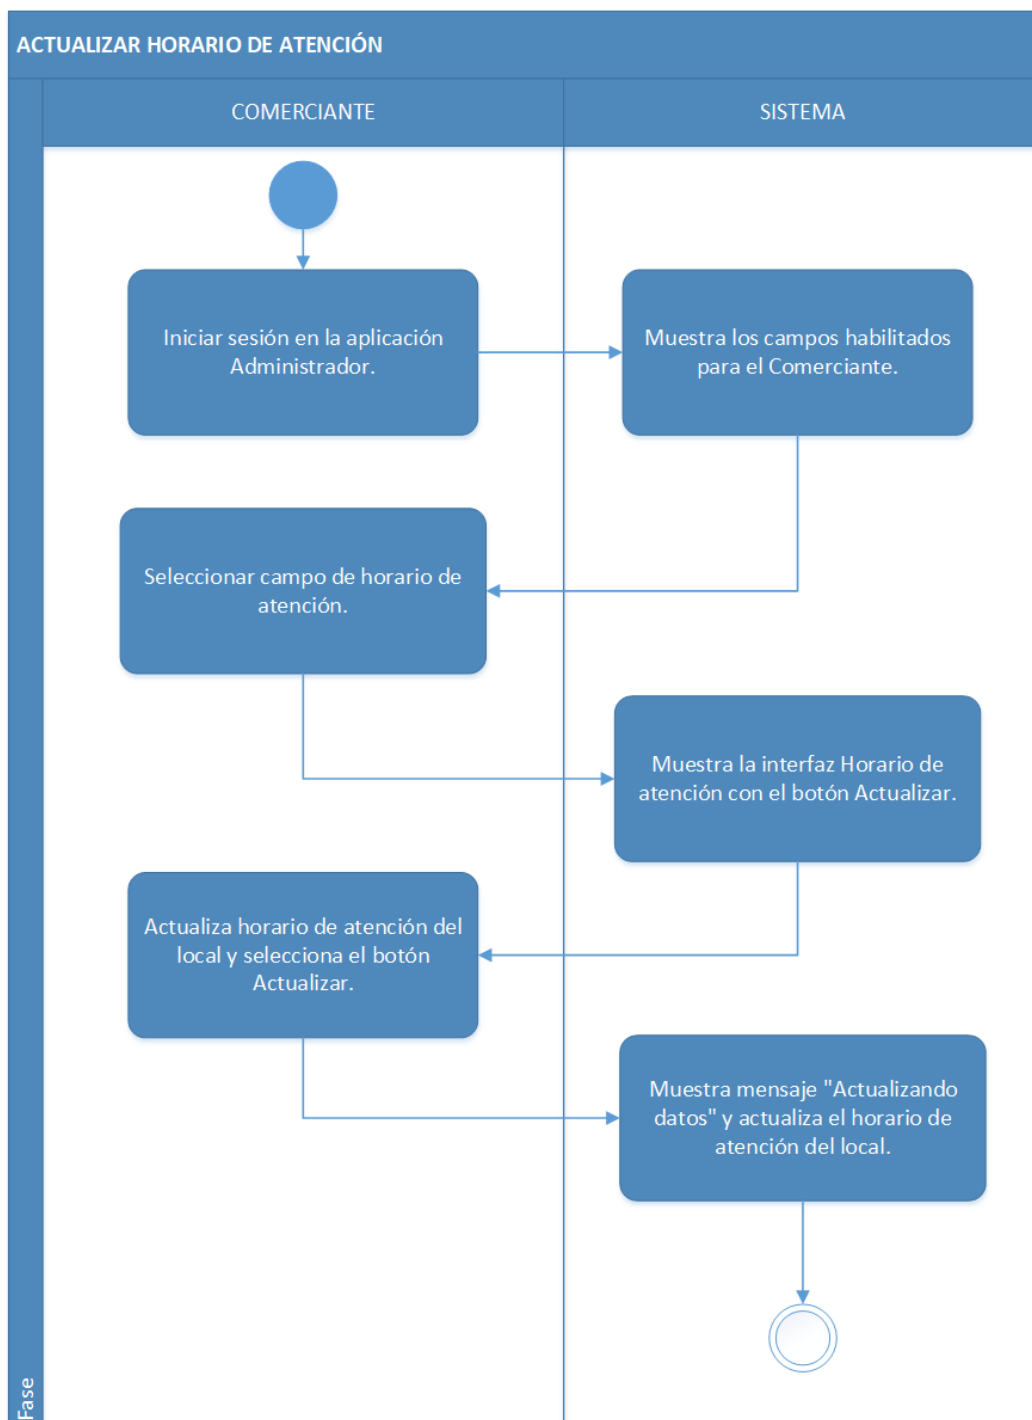 ACTUALIZAR HORARIO DE ATENCIÓN
COMERCIANTE
SISTEMA
Iniciar sesión en la aplicación
Administrador.
Muestra los campos habilitados
para el Comerciante.
Seleccionar campo de horario de
atención.
Muestra la interfaz Horario de
atención con el botón Actualizar.
Actualiza horario de atención del
local y selecciona el botón
Actualizar.
Muestra mensaje "Actualizando
datos" y actualiza el horario de
atención del local.
Fase